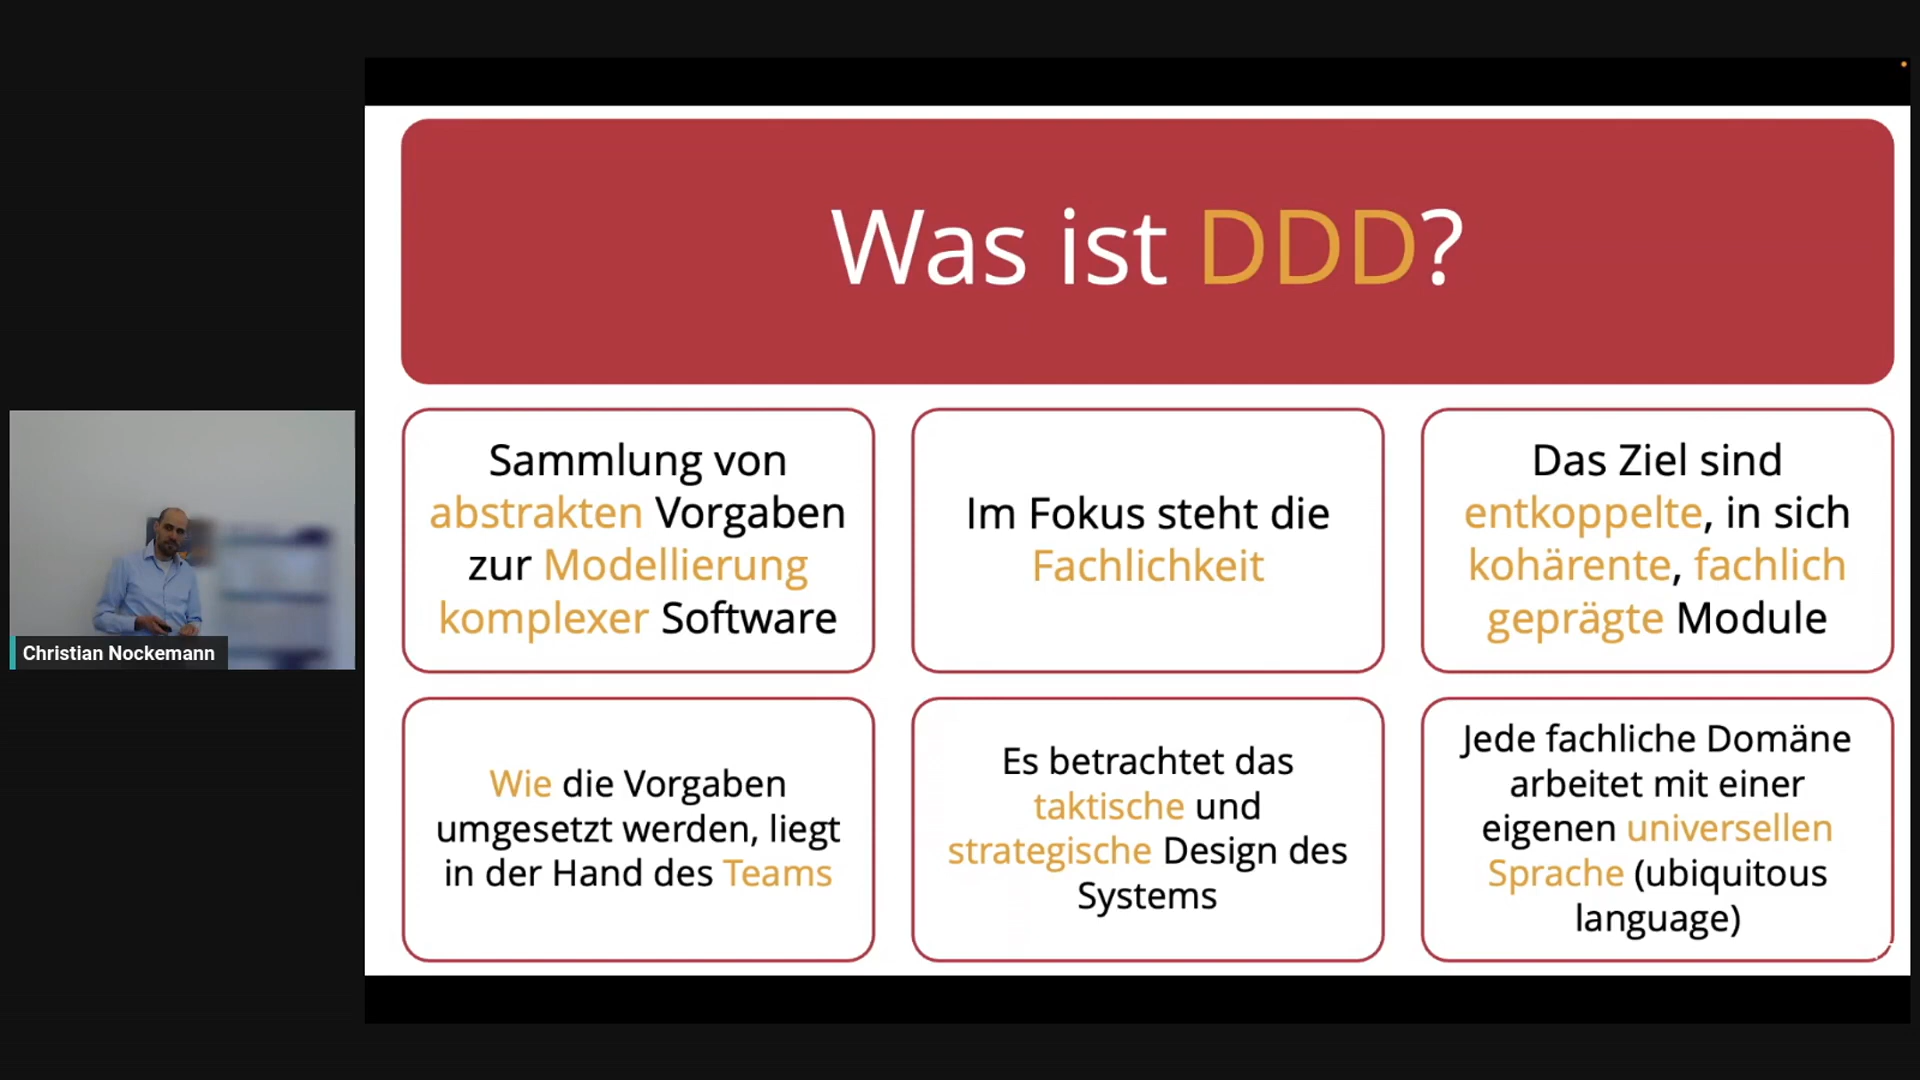 Was ist DDD?
Sammlung von
abstrakten Vorgaben
zur Modellierung
komplexer Software
Im Fokus steht die
Fachlichkeit
Das Ziel sind
entkoppelte, in sich
kohärente, fachlich
geprägte Module
Wie die Vorgaben
umgesetzt werden, liegt
in der Hand des Teams
Es betrachtet das
taktische und
strategische Design des
Systems
Jede fachliche Domäne
arbeitet mit einer
eigenen universellen
Sprache (ubiquitous
language)
Christian Nockemann